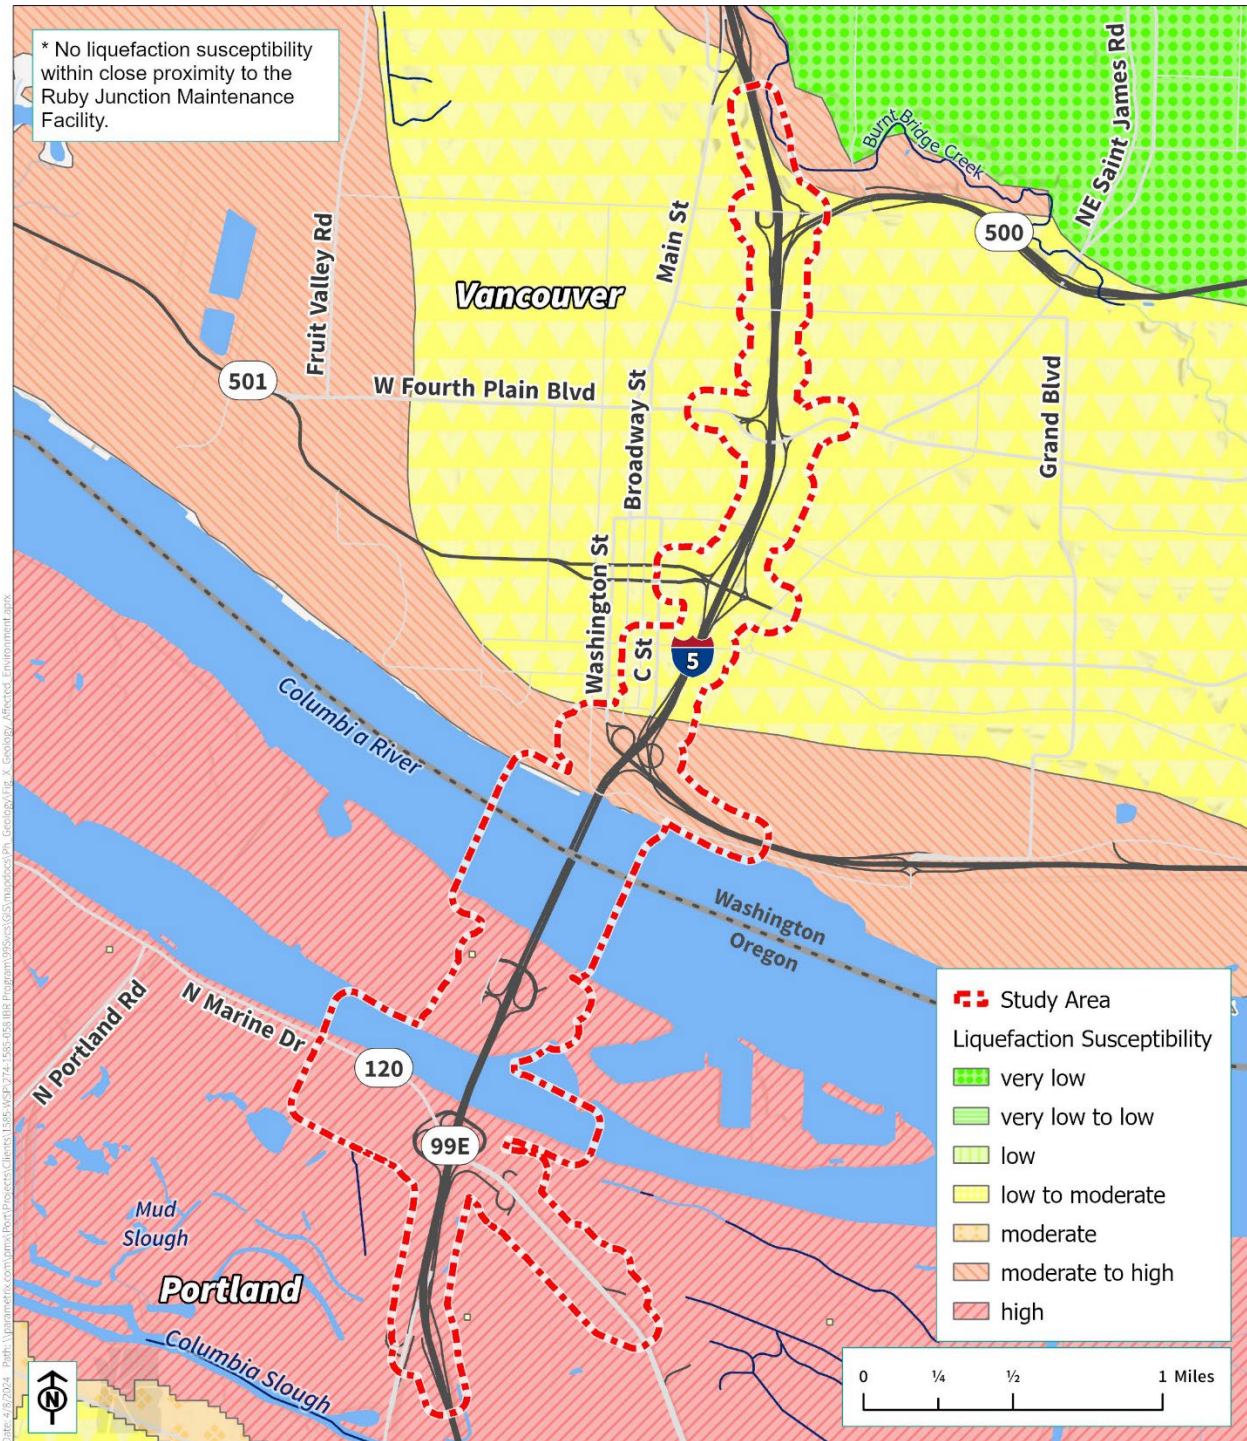 * No liquefaction susceptibility
within close proximity to the
Ruby Junction Maintenance
Facility.
NE Saint James Rd
Burnt Bridge Creek
500
Main St
Fruit Valley Rd
Vancouver
501
W Fourth Plain Blvd
Broadway St
Grand Blvd
Washington St
C St
5
Columbia River
Washington
Oregon
N Portland Rd
N Marine Dr
120
99E
Mud
Slough
Portland
Columbia Slough
N
Study Area
Liquefaction Susceptibility
very low
very low to low
low
low to moderate
moderate
moderate to high
high
0 ¼ ½ 1 Miles